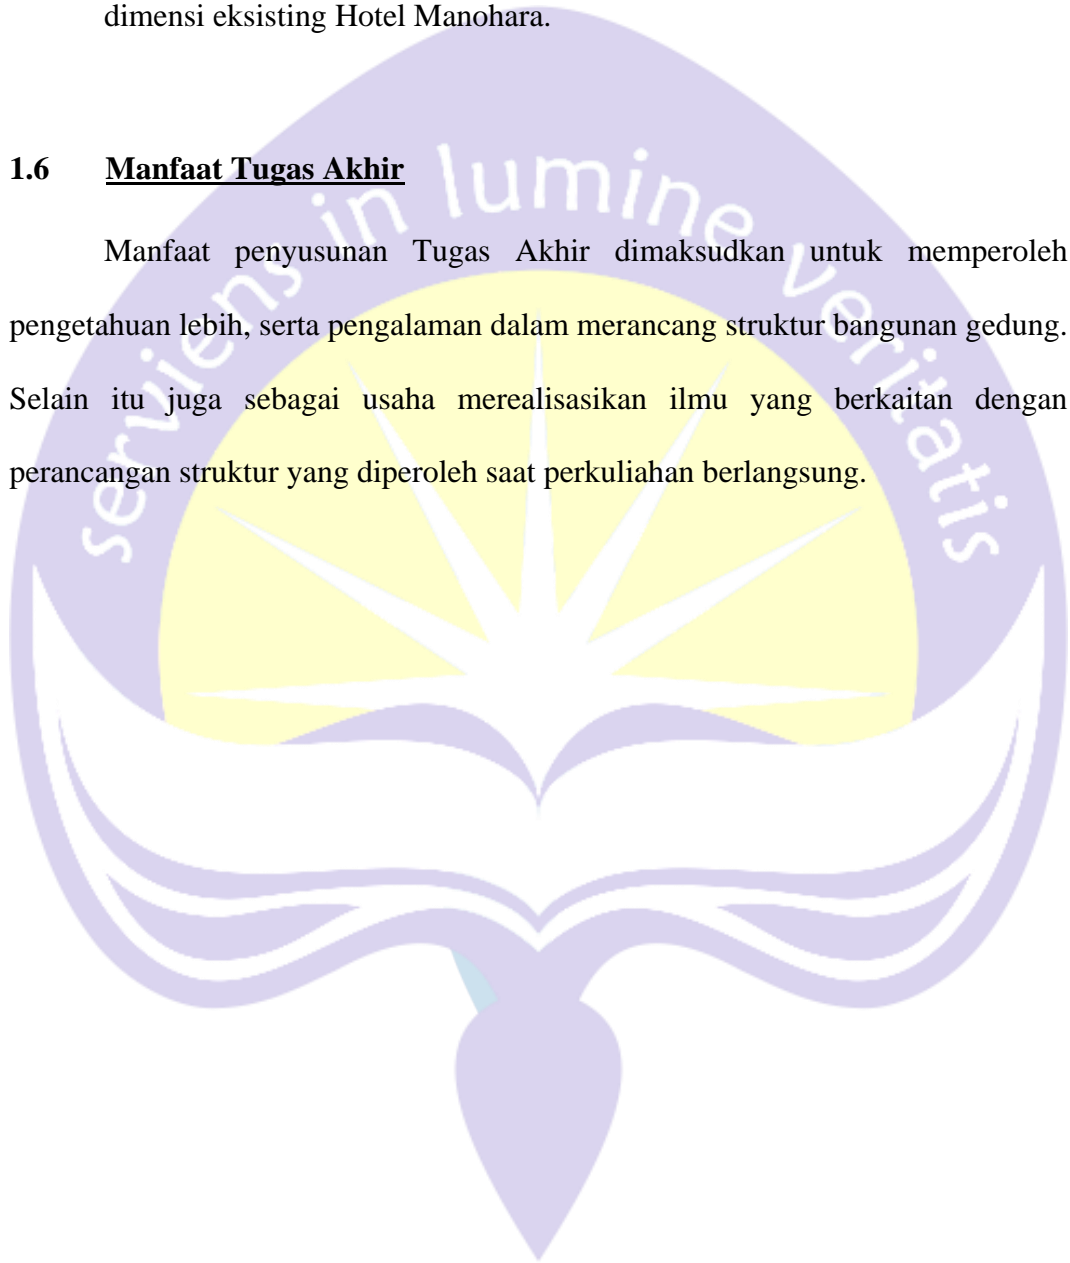 dimensi eksisting Hotel Manohara.
1.6 Manfaat Tugas Akhir
Manfaat penyusunan Tugas Akhir dimaksudkan untuk memperoleh
pengetahuan lebih, serta pengalaman dalam merancang struktur bangunan gedung.
Selain itu juga sebagai usaha merealisasikan ilmu yang berkaitan dengan
perancangan struktur yang diperoleh saat perkuliahan berlangsung.
serviens in lumine veritatis